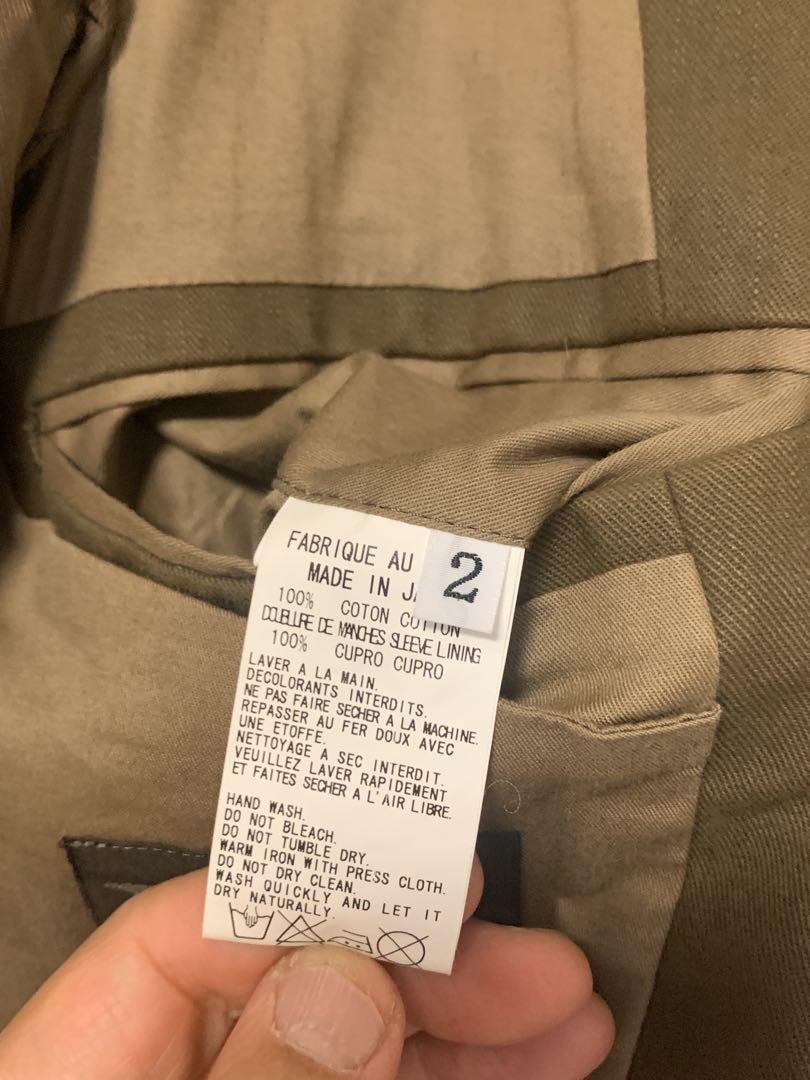 FABRIQUE AU
2
MADE IN
100% COTON COTTON
DOUBLURE DE MANCHES SLEEVE LINING
100% CUPRO CUPRO
LAVER A LA MAIN.
DECOLORANTS INTERDITS.
NE PAS FAIRE SECHER A LA MACHINE.
REPASSER AU FER DOUX AVEC
UNE ETOFFE.
NETTOYAGE À SEC INTERDIT.
VEUILLEZ LAVER RAPIDEMENT
ET FAITES SECHER A L'AIR LIBRE.
HAND WASH.
DO NOT BLEACH.
DO NOT TUMBLE DRY.
WARM IRON WITH PRESS CLOTH.
DO NOT DRY CLEAN.
WASH QUICKLY AND LET IT
DRY NATURALLY.